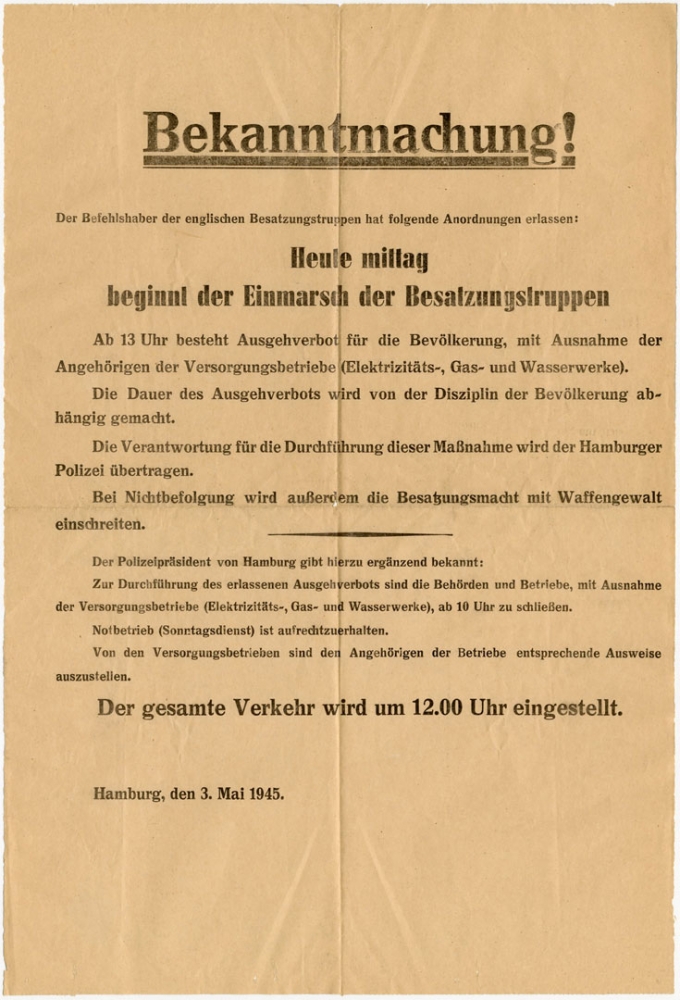 Bekanntmachung!
Der Befehlshaber der englischen Besatzungstruppen hat folgende Anordnungen erlassen:
Heute mittag
beginnt der Einmarsch der Besatzungstruppen
Ab 13 Uhr besteht Ausgehverbot für die Bevölkerung, mit Ausnahme der
Angehörigen der Versorgungsbetriebe (Elektrizitäts-, Gas- und Wasserwerke).
Die Dauer des Ausgehverbots wird von der Disziplin der Bevölkerung ab-
hängig gemacht.
Die Verantwortung für die Durchführung dieser Maßnahme wird der Hamburger
Polizei übertragen.
Bei Nichtbefolgung wird außerdem die Besatzungsmacht mit Waffengewalt
einschreiten.
Der Polizeipräsident von Hamburg gibt hierzu ergänzend bekannt:
Zur Durchführung des erlassenen Ausgehverbots sind die Behörden und Betriebe, mit Ausnahme
der Versorgungsbetriebe (Elektrizitäts-, Gas- und Wasserwerke), ab 10 Uhr zu schließen.
Notbetrieb (Sonntagsdienst) ist aufrechtzuerhalten.
Von den Versorgungsbetrieben sind den Angehörigen der Betriebe entsprechende Ausweise
auszustellen.
Der gesamte Verkehr wird um 12.00 Uhr eingestellt.
Hamburg, den 3. Mai 1945.